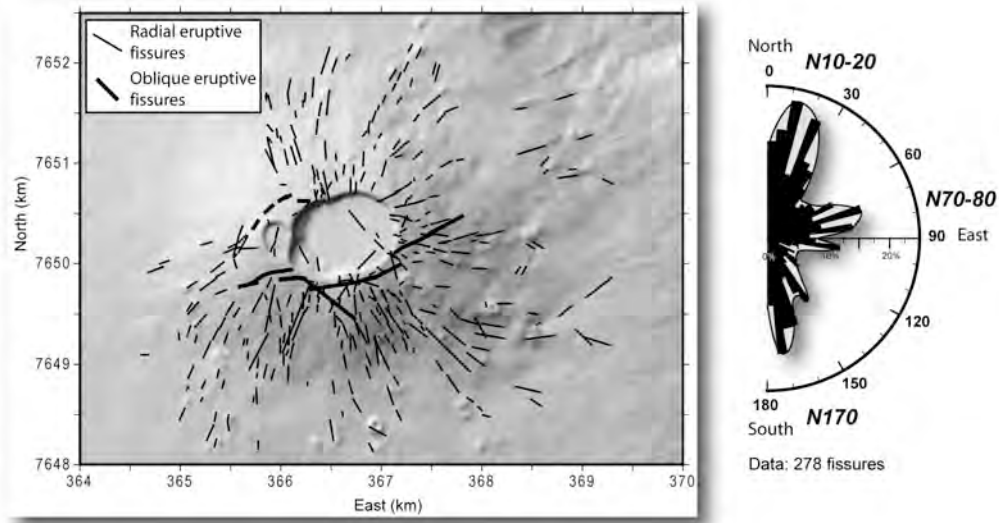 Radial eruptive
fissures
Oblique eruptive
fissures
7652
7651
7650
7649
7648
North (km)
364
365
366
367
368
369
370
East (km)
North
0
N10-20
30
60
N70-80
90 East
0%
10%
20%
120
150
180
N170
South
Data: 278 fissures